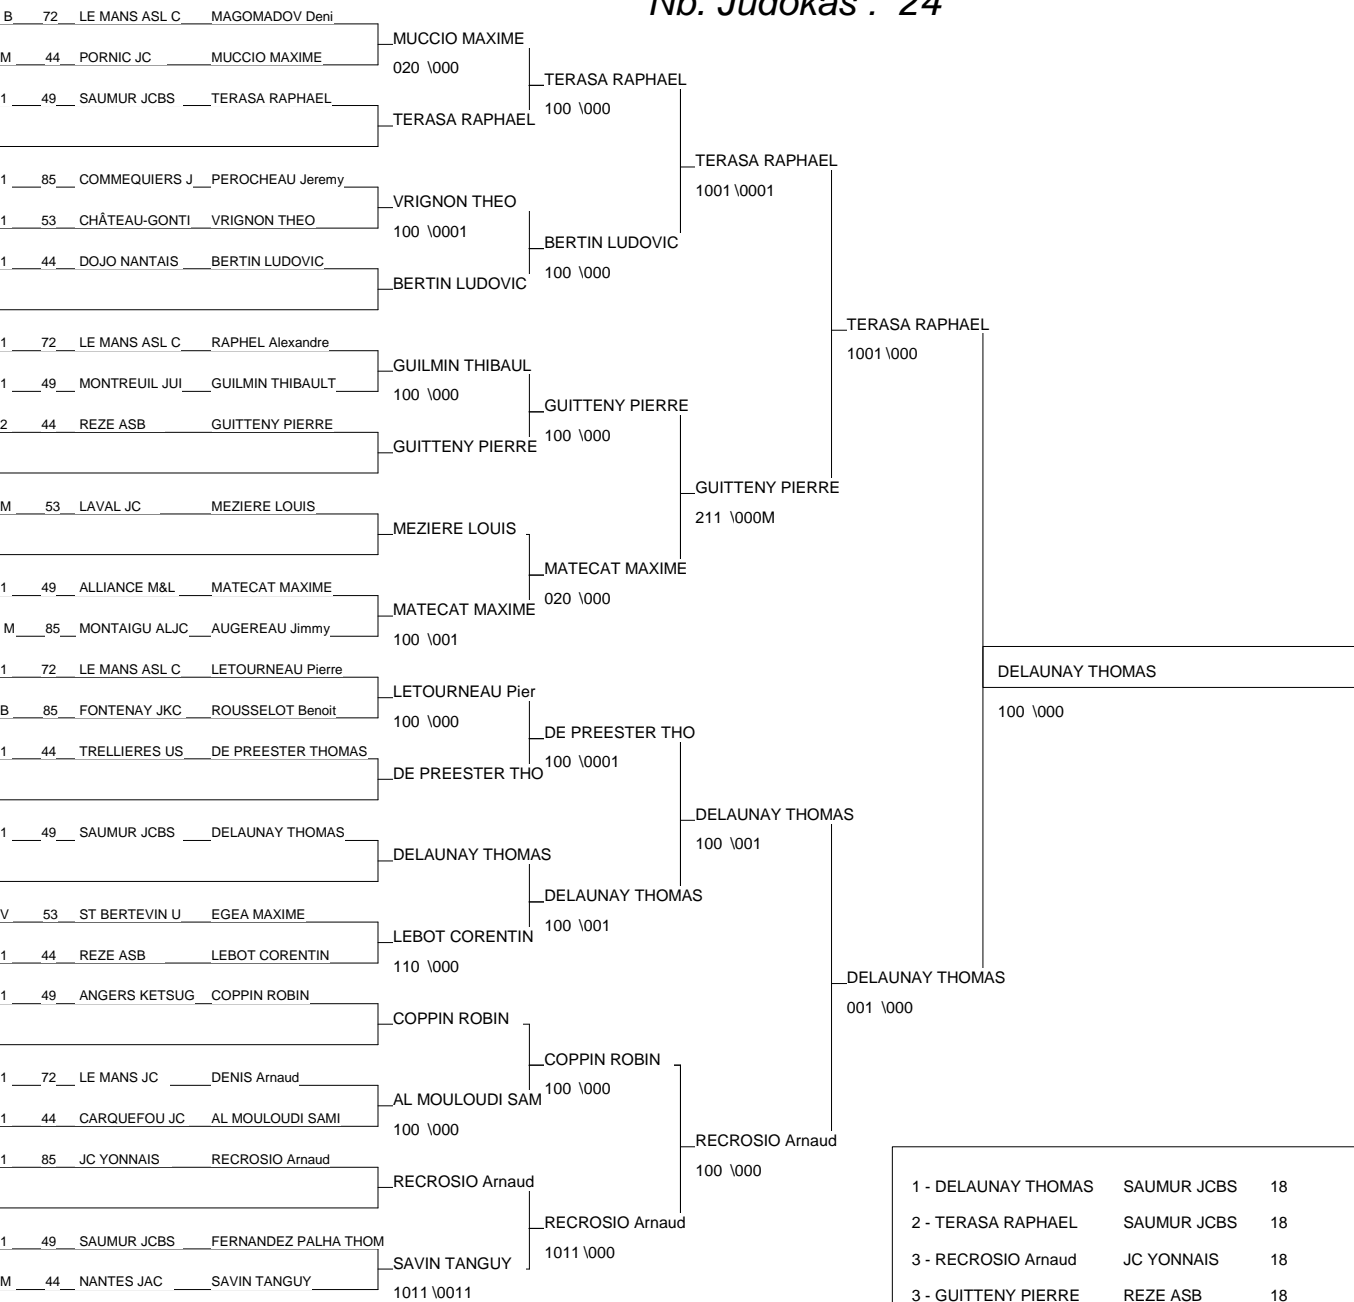 Nb. Judokas : 24
B 72 LE MANS ASL C MAGOMADOV Deni
MUCCIO MAXIME
M 44 PORNIC JC MUCCIO MAXIME
020 \000
TERASA RAPHAEL
1 49 SAUMUR JCBS TERASA RAPHAEL
100 \000
TERASA RAPHAEL
TERASA RAPHAEL
1 85 COMMEQUIERS J PEROCHEAU Jeremy
1001 \0001
VRIGNON THEO
1 53 CHÂTEAU-GONTI VRIGNON THEO
100 \0001
BERTIN LUDOVIC
1 44 DOJO NANTAIS BERTIN LUDOVIC
100 \000
BERTIN LUDOVIC
TERASA RAPHAEL
1 72 LE MANS ASL C RAPHEL Alexandre
1001 \000
GUILMIN THIBAUL
1 49 MONTREUIL JUI GUILMIN THIBAULT
100 \000
GUITTENY PIERRE
2 44 REZE ASB GUITTENY PIERRE
100 \000
GUITTENY PIERRE
GUITTENY PIERRE
M 53 LAVAL JC MEZIERE LOUIS
211 \000M
MEZIERE LOUIS
MATECAT MAXIME
1 49 ALLIANCE M&L MATECAT MAXIME
020 \000
MATECAT MAXIME
M 85 MONTAIGU ALJC AUGEREAU Jimmy
100 \001
1 72 LE MANS ASL C LETOURNEAU Pierre
DELAUNAY THOMAS
LETOURNEAU Pier
B 85 FONTENAY JKC ROUSSELOT Benoit
100 \000
100 \000
DE PREESTER THO
1 44 TRELLIERES US DE PREESTER THOMAS
100 \0001
DE PREESTER THO
DELAUNAY THOMAS
1 49 SAUMUR JCBS DELAUNAY THOMAS
100 \001
DELAUNAY THOMAS
DELAUNAY THOMAS
V 53 ST BERTEVIN U EGEA MAXIME
100 \001
LEBOT CORENTIN
1 44 REZE ASB LEBOT CORENTIN
110 \000
DELAUNAY THOMAS
1 49 ANGERS KETSUG COPPIN ROBIN
001 \000
COPPIN ROBIN
COPPIN ROBIN
1 72 LE MANS JC DENIS Arnaud
100 \000
AL MOULOUDI SAM
1 44 CARQUEFOU JC AL MOULOUDI SAMI
100 \000
RECROSIO Arnaud
1 85 JC YONNAIS RECROSIO Arnaud
100 \000
RECROSIO Arnaud
1 - DELAUNAY THOMAS SAUMUR JCBS 18
RECROSIO Arnaud
2 - TERASA RAPHAEL SAUMUR JCBS 18
1 49 SAUMUR JCBS FERNANDEZ PALHA THOM
1011 \000
3 - RECROSIO Arnaud JC YONNAIS 18
SAVIN TANGUY
M 44 NANTES JAC SAVIN TANGUY
1011 \0011
3 - GUITTENY PIERRE REZE ASB 18